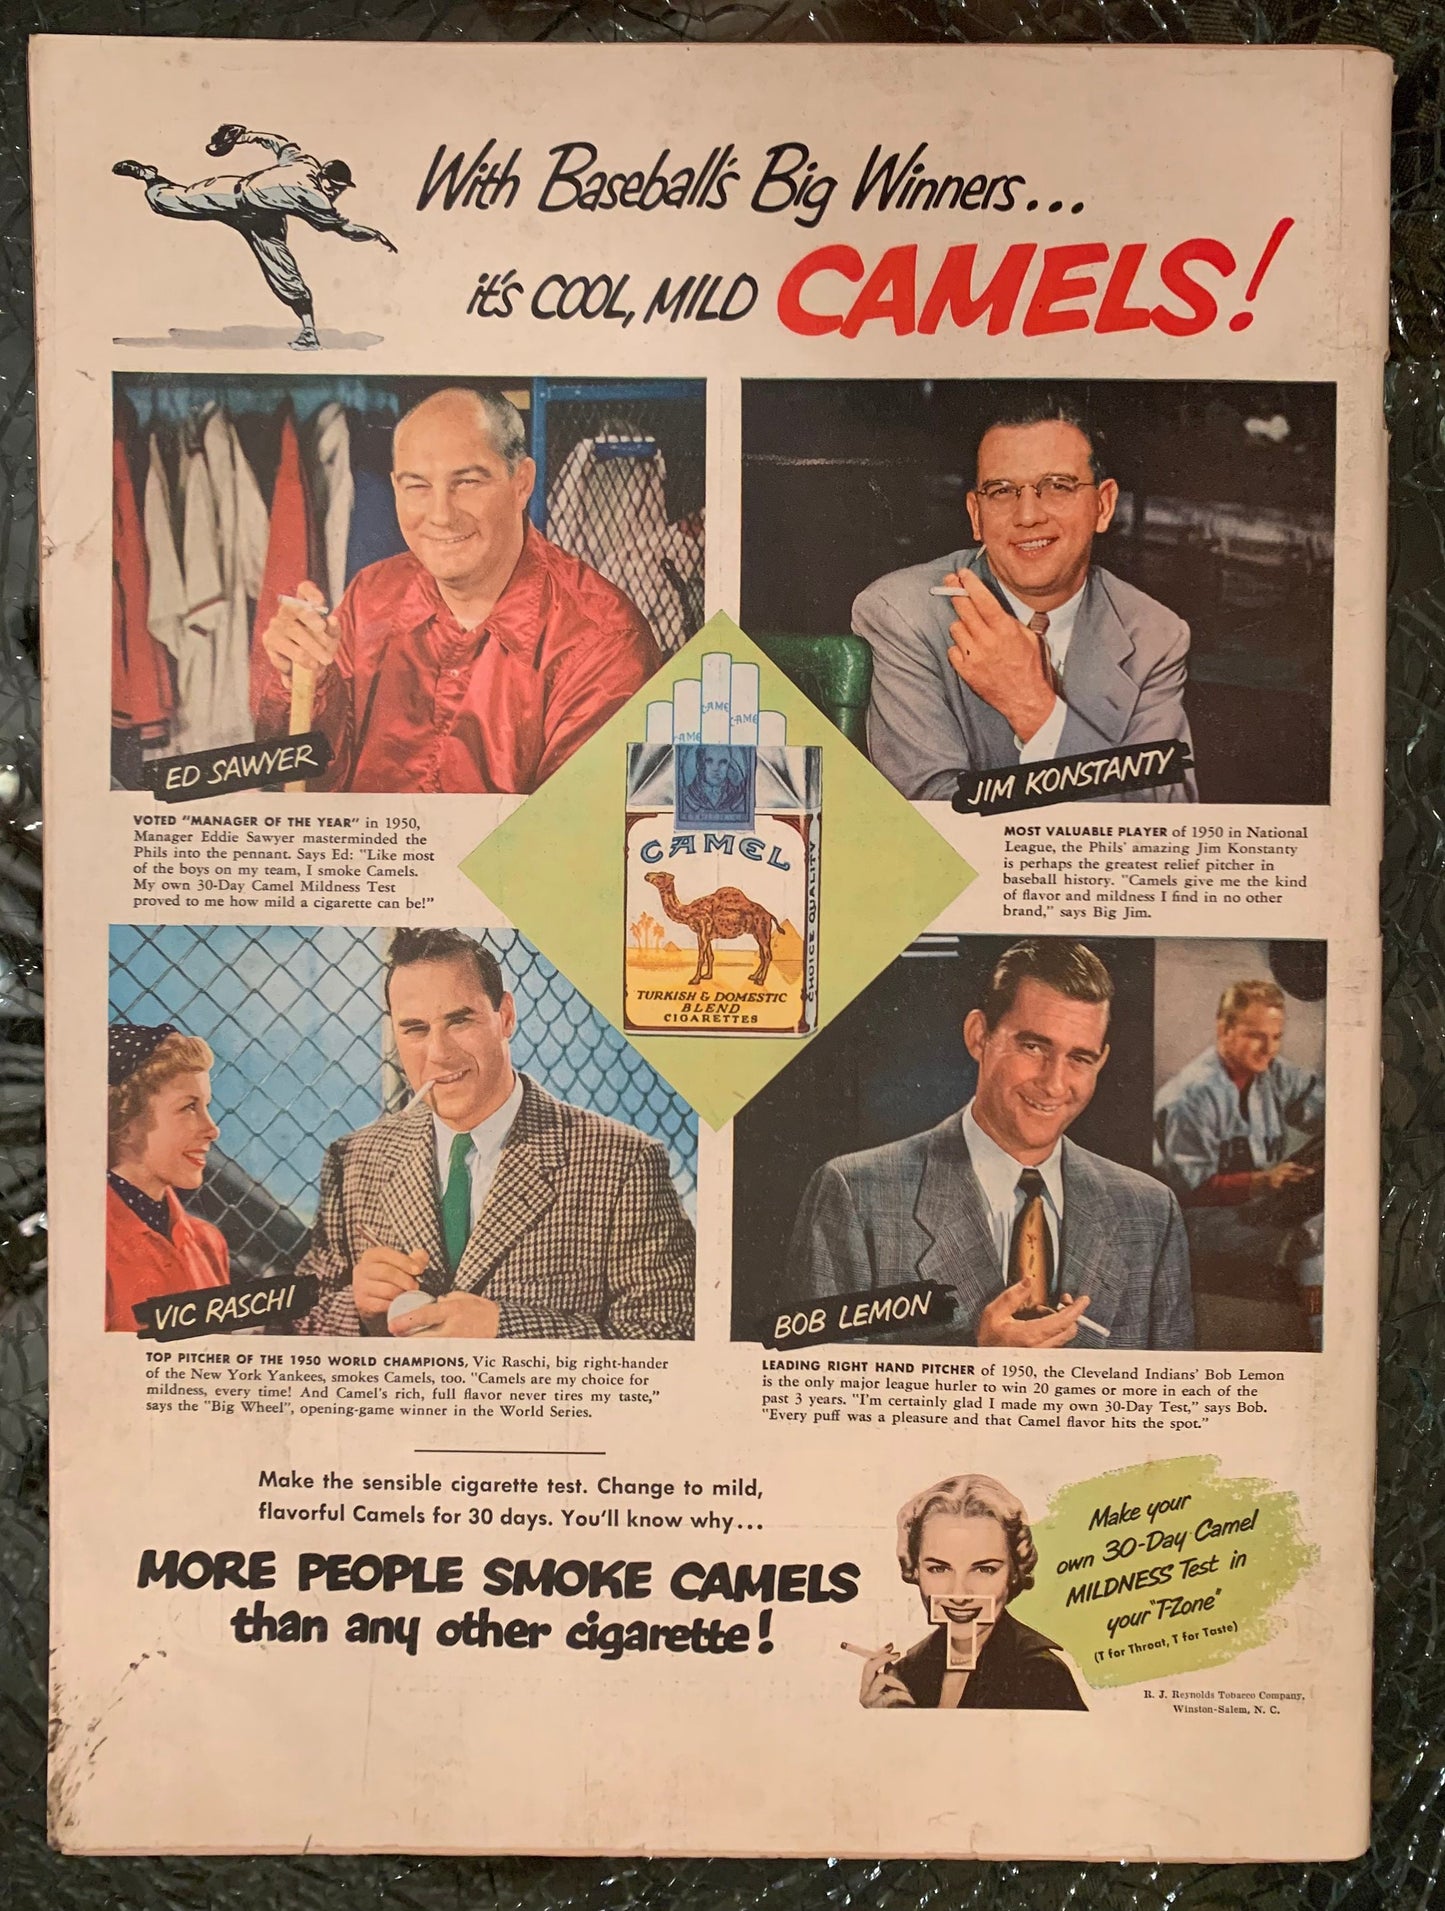 With Baseball's Big Winners...
it's COOL, MILD CAMELS!
ED SAWYER
VOTED "MANAGER OF THE YEAR" in 1950,
Manager Eddie Sawyer masterminded the
Phils into the pennant. Says Ed: "Like most
of the boys on my team, I smoke Camels.
My own 30-Day Camel Mildness Test
proved to me how mild a cigarette can be!"
JIM KONSTANTY
MOST VALUABLE PLAYER of 1950 in National
League, the Phils' amazing Jim Konstanty
is perhaps the greatest relief pitcher in
baseball history. "Camels give me the kind
of flavor and mildness I find in no other
brand," says Big Jim.
CAME
CAME
CAME
CAMEL
CHOICE QUALITY
TURKISH & DOMESTIC
BLEND
CIGARETTES
VIC RASCHI
TOP PITCHER OF THE 1950 WORLD CHAMPIONS, Vic Raschi, big right-hander
of the New York Yankees, smokes Camels, too. "Camels are my choice for
mildness, every time! And Camel's rich, full flavor never tires my taste,"
says the "Big Wheel", opening-game winner in the World Series.
BOB LEMON
LEADING RIGHT HAND PITCHER of 1950, the Cleveland Indians' Bob Lemon
is the only major league hurler to win 20 games or more in each of the
past 3 years. "I'm certainly glad I made my own 30-Day Test," says Bob.
"Every puff was a pleasure and that Camel flavor hits the spot."
Make the sensible cigarette test. Change to mild,
flavorful Camels for 30 days. You'll know why...
MORE PEOPLE SMOKE CAMELS
than any other cigarette!
Make your
own 30-Day Camel
MILDNESS Test in
your "T-Zone"
(T for Throat, T for Taste)
R. J. Reynolds Tobacco Company,
Winston-Salem, N. C.